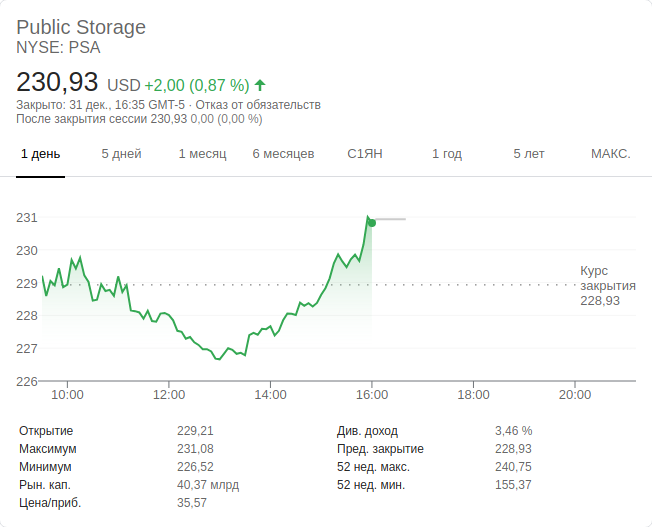 Public Storage
NYSE: PSA
230,93 USD +2,00 (0,87 %)
Закрыто: 31 дек., 16:35 GMT-5 · Отказ от обязательств
После закрытия сессии 230,93 0,00 (0,00 %)
1 день 5 дней 1 месяц 6 месяцев С1ЯН 1 год 5 лет МАКС.
231
230
229
228
227
226
Курс
закрытия
228,93
10:00 12:00 14:00 16:00 18:00 20:00
Открытие 229,21 Див. доход 3,46 %
Максимум 231,08 Пред. закрытие 228,93
Минимум 226,52 52 нед. макс. 240,75
Рын. кап. 40,37 млрд 52 нед. мин. 155,37
Цена/приб. 35,57